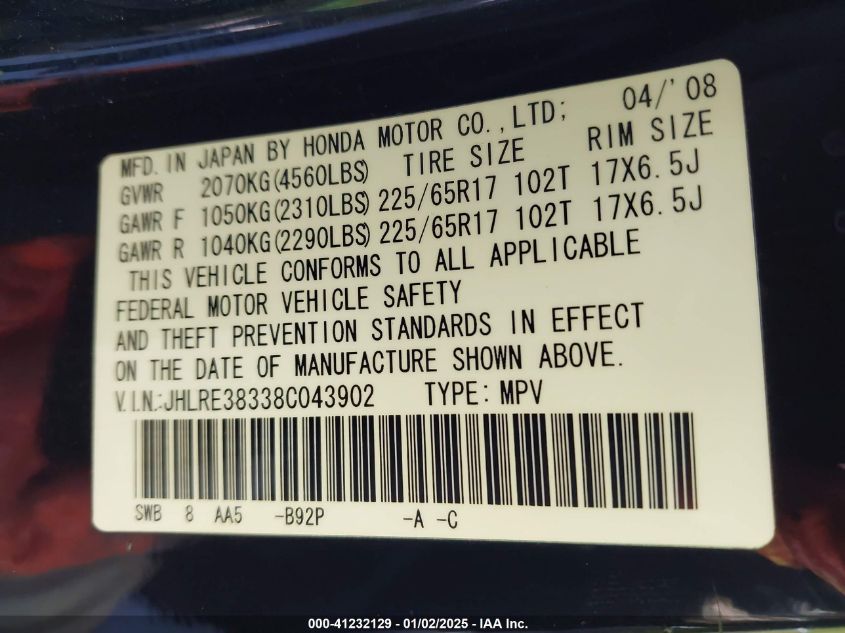 MFD. IN JAPAN BY HONDA MOTOR CO., LTD; 04/'08
GVWR 2070KG(4560LBS) TIRE SIZE RIM SIZE
GAWR F 1050KG(2310LBS) 225/65R17 102T 17X6.5J
GAWR R 1040KG(2290LBS) 225/65R17 102T 17X6.5J
THIS VEHICLE CONFORMS TO ALL APPLICABLE
FEDERAL MOTOR VEHICLE SAFETY
AND THEFT PREVENTION STANDARDS IN EFFECT
ON THE DATE OF MANUFACTURE SHOWN ABOVE.
V.I.N.:JHLRE38338C043902 TYPE: MPV
SWB 8 AA5 -B92P -A -C
000-41232129 - 01/02/2025 - IAA Inc.